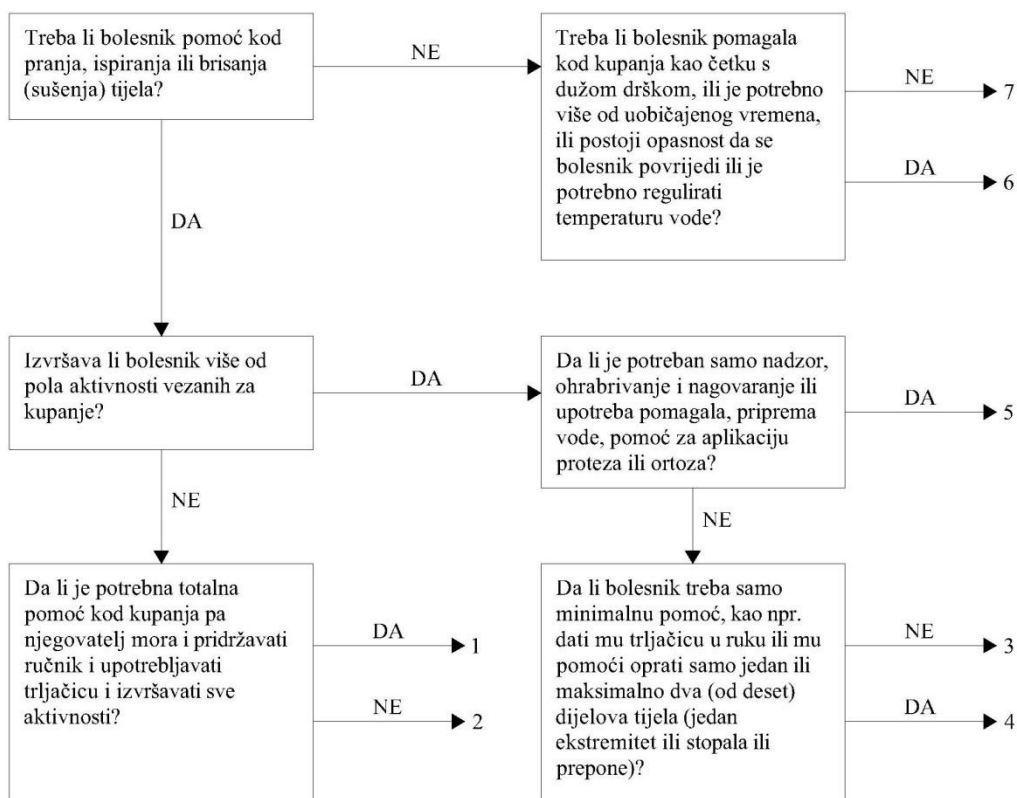 Treba li bolesnik pomoć kod
pranja, ispiranja ili brisanja
(sušenja) tijela?
NE
Treba li bolesnik pomagala
kod kupanja kao četku s
dužom drškom, ili je potrebno
više od uobičajenog vremena,
ili postoji opasnost da se
bolesnik povrijedi ili je
potrebno regulirati
temperaturu vode?
NE
7
DA
6
DA
Izvršava li bolesnik više od
pola aktivnosti vezanih za
kupanje?
DA
Da li je potreban samo nadzor,
ohrabrivanje i nagovaranje ili
upotreba pomagala, priprema
vode, pomoć za aplikaciju
proteza ili ortoza?
DA
5
NE
NE
Da li je potrebna totalna
pomoć kod kupanja pa
njegovatelj mora i pridržavati
ručnik i upotrebljavati
trljačicu i izvršavati sve
aktivnosti?
DA
1
NE
2
Da li bolesnik treba samo
minimalnu pomoć, kao npr.
dati mu trljačicu u ruku ili mu
pomoći oprati samo jedan ili
maksimalno dva (od deset)
dijelova tijela (jedan
ekstremitet ili stopala ili
prepone)?
NE
3
DA
4